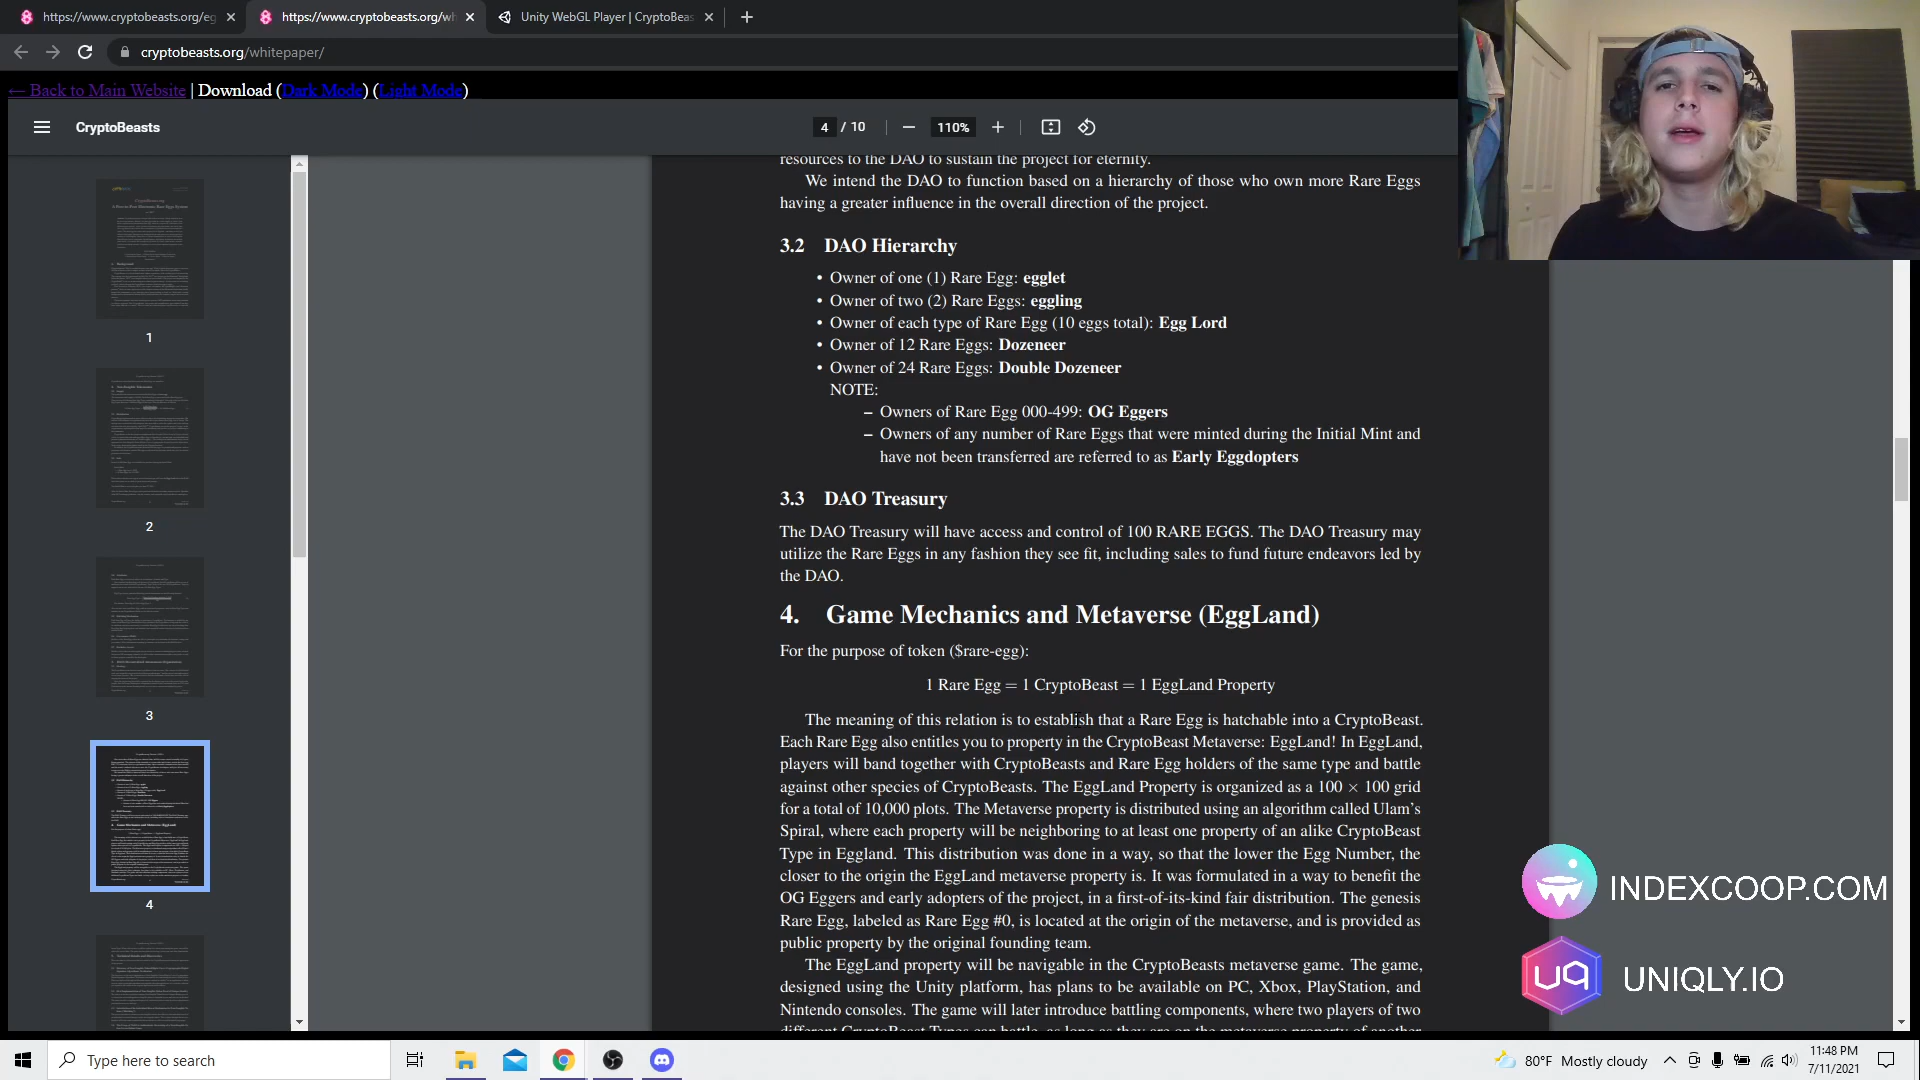 https://www.cryptobeasts.org/eg
https://www.cryptobeasts.org/wh
Unity WebGL Player | CryptoBeas
cryptobeasts.org/whitepaper/
← Back to Main Website | Download (Dark Mode) (Light Mode)
CryptoBeasts
4 / 10
110%
resources to the DAO to sustain the project for eternity.
We intend the DAO to function based on a hierarchy of those who own more Rare Eggs
having a greater influence in the overall direction of the project.
3.2 DAO Hierarchy
• Owner of one (1) Rare Egg: egglet
• Owner of two (2) Rare Eggs: eggling
• Owner of each type of Rare Egg (10 eggs total): Egg Lord
• Owner of 12 Rare Eggs: Dozeneer
• Owner of 24 Rare Eggs: Double Dozeneer
NOTE:
– Owners of Rare Egg 000-499: OG Eggers
– Owners of any number of Rare Eggs that were minted during the Initial Mint and
have not been transferred are referred to as Early Eggdopters
3.3 DAO Treasury
The DAO Treasury will have access and control of 100 RARE EGGS. The DAO Treasury may
utilize the Rare Eggs in any fashion they see fit, including sales to fund future endeavors led by
the DAO.
4. Game Mechanics and Metaverse (EggLand)
For the purpose of token ($rare-egg):
1 Rare Egg = 1 CryptoBeast = 1 EggLand Property
The meaning of this relation is to establish that a Rare Egg is hatchable into a CryptoBeast.
Each Rare Egg also entitles you to property in the CryptoBeast Metaverse: EggLand! In EggLand,
players will band together with CryptoBeasts and Rare Egg holders of the same type and battle
against other species of CryptoBeasts. The EggLand Property is organized as a 100 × 100 grid
for a total of 10,000 plots. The Metaverse property is distributed using an algorithm called Ulam's
Spiral, where each property will be neighboring to at least one property of an alike CryptoBeast
Type in Eggland. This distribution was done in a way, so that the lower the Egg Number, the
closer to the origin the EggLand metaverse property is. It was formulated in a way to benefit the
OG Eggers and early adopters of the project, in a first-of-its-kind fair distribution. The genesis
Rare Egg, labeled as Rare Egg #0, is located at the origin of the metaverse, and is provided as
public property by the original founding team.
The EggLand property will be navigable in the CryptoBeasts metaverse game. The game,
designed using the Unity platform, has plans to be available on PC, Xbox, PlayStation, and
Nintendo consoles. The game will later introduce battling components, where two players of two
different CryptoBeast Types can battle, as long as they are on the metaverse property of another
1
2
3
4
INDEXCOOP.COM
UNIQLY.IO
Type here to search
80°F Mostly cloudy
11:48 PM
7/11/2021